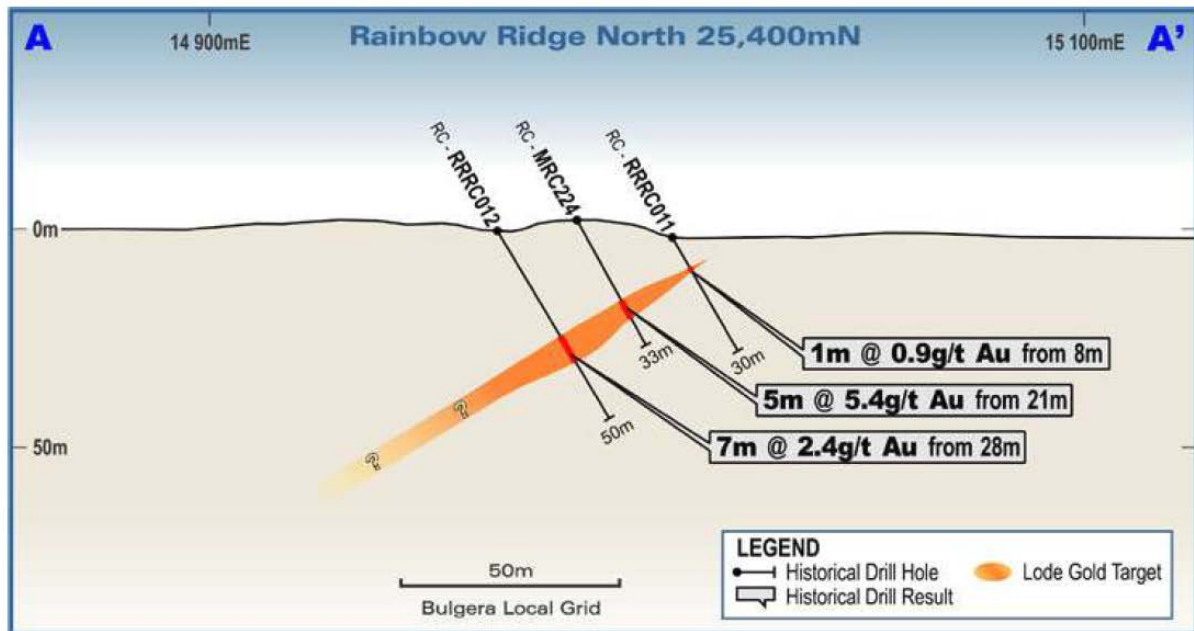 A
14 900mE
Rainbow Ridge North 25,400mN
15 100mE
A’
RC - RRRC012
RC - MRC224
RC - RRRC011
0m
50m
33m
30m
50m
?
?
1m @ 0.9g/t Au from 8m
5m @ 5.4g/t Au from 21m
7m @ 2.4g/t Au from 28m
50m
Bulgera Local Grid
LEGEND
Historical Drill Hole
Historical Drill Result
Lode Gold Target